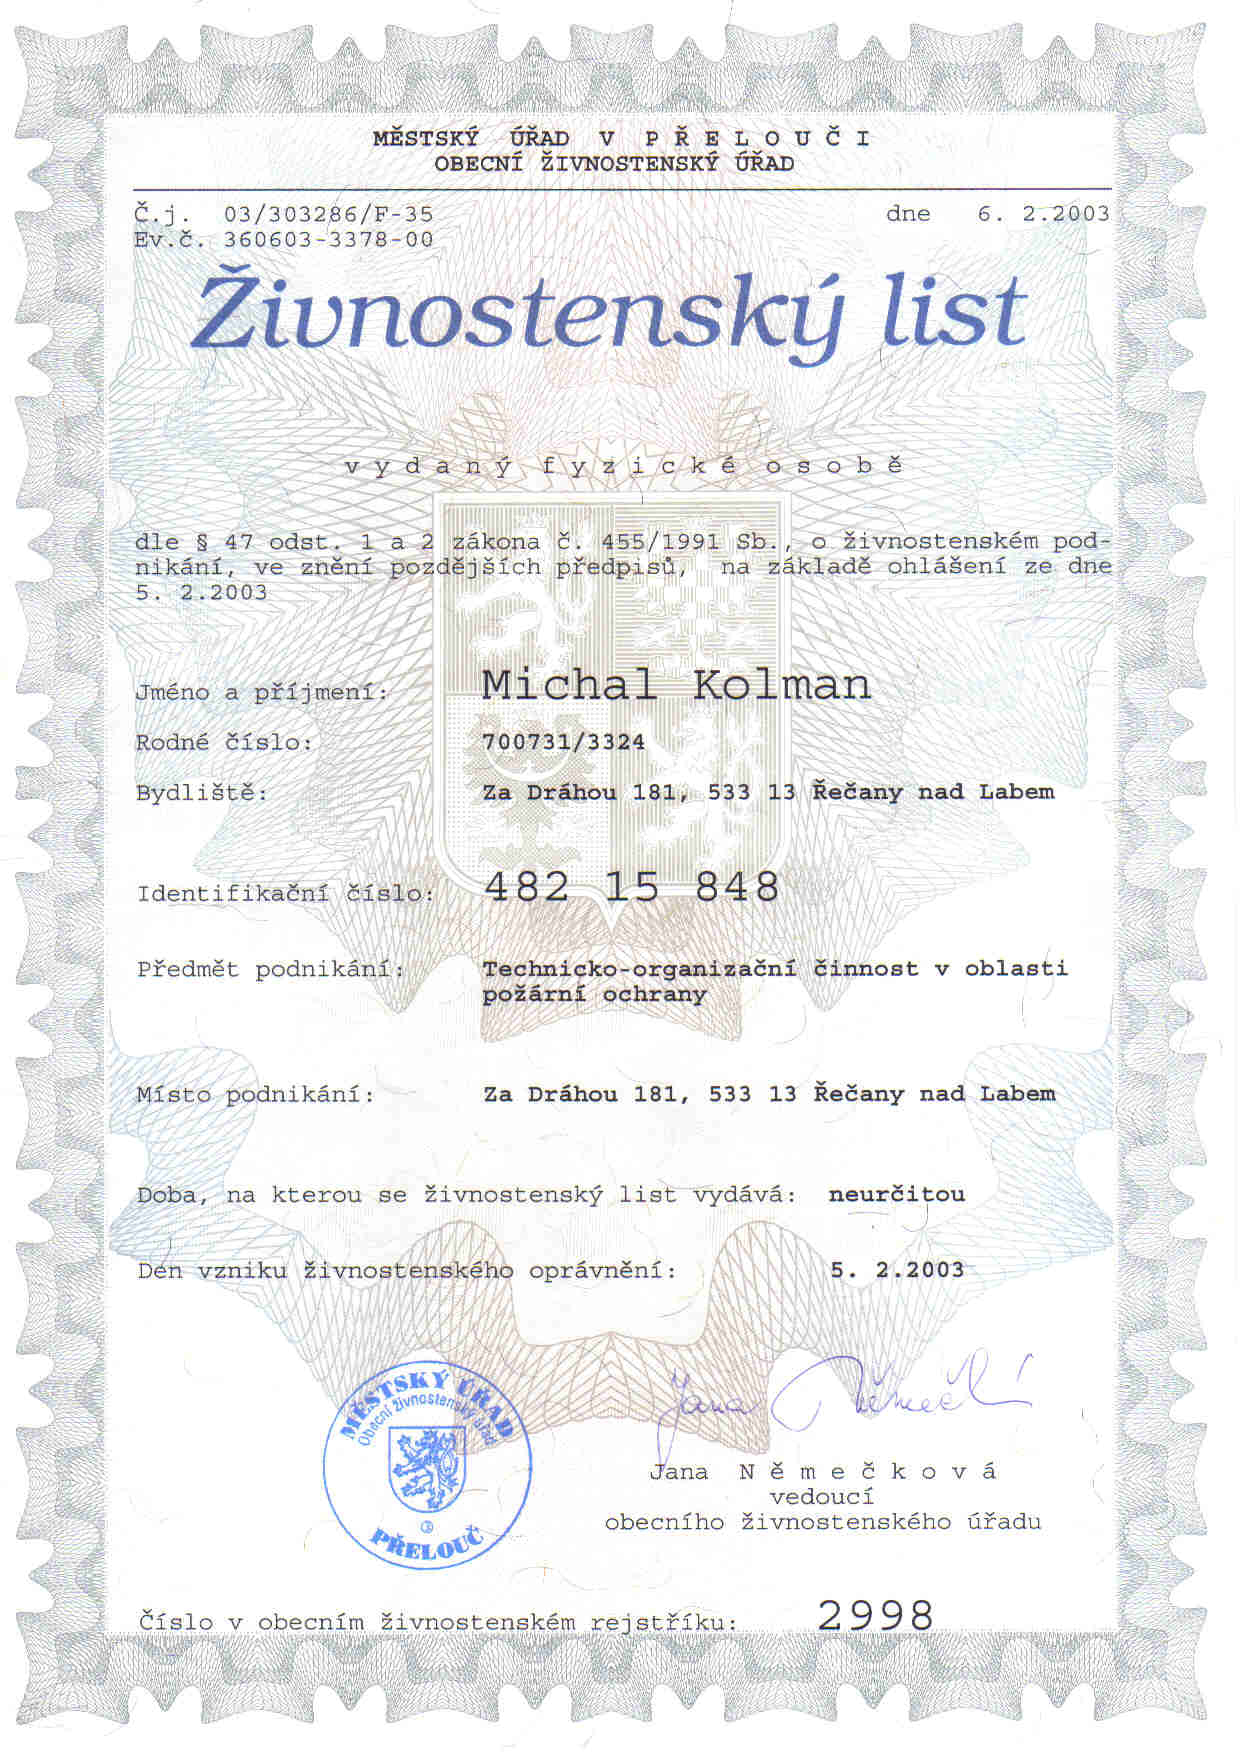 MĚSTSKÝ ÚŘAD V PŘELOUČI
OBECNÍ ŽIVNOSTENSKÝ ÚŘAD
Č.j. 03/303286/F-35 dne 6. 2.2003
Ev.č. 360603-3378-00
Živnostenský list
vydaný fyzické osobě
dle § 47 odst. 1 a 2 zákona č. 455/1991 Sb., o živnostenském pod-
nikání, ve znění pozdějších předpisů, na základě ohlášení ze dne
5. 2.2003
Jméno a příjmení: Michal Kolman
Rodné číslo: 700731/3324
Bydliště: Za Dráhou 181, 533 13 Řečany nad Labem
Identifikační číslo: 482 15 848
Předmět podnikání: Technicko-organizační činnost v oblasti
požární ochrany
Místo podnikání: Za Dráhou 181, 533 13 Řečany nad Labem
Doba, na kterou se živnostenský list vydává: neurčitou
Den vzniku živnostenského oprávnění: 5. 2.2003
MĚSTSKÝ ÚŘAD
Obecní živnostenský úřad
PŘELOUČ
Jana Němečková
vedoucí
obecního živnostenského úřadu
Číslo v obecním živnostenském rejstříku: 2998